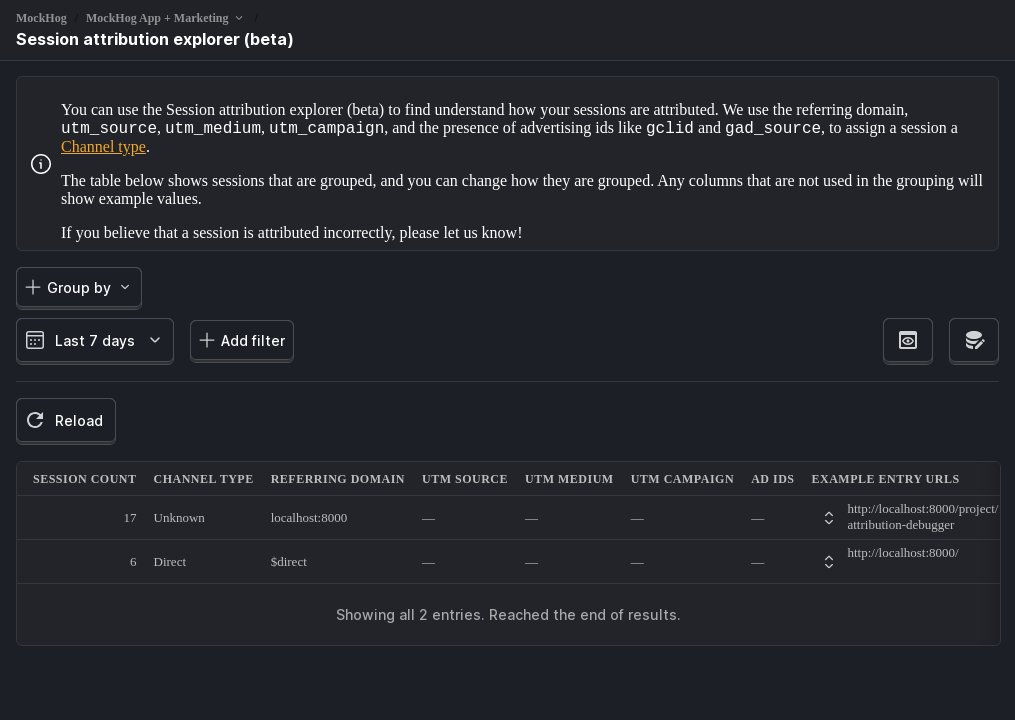 MockHog / MockHog App + Marketing /
Session attribution explorer (beta)
You can use the Session attribution explorer (beta) to find understand how your sessions are attributed. We use the referring domain,
utm_source, utm_medium, utm_campaign, and the presence of advertising ids like gclid and gad_source, to assign a session a
Channel type.
The table below shows sessions that are grouped, and you can change how they are grouped. Any columns that are not used in the grouping will
show example values.
If you believe that a session is attributed incorrectly, please let us know!
Group by
Last 7 days Add filter
Reload
SESSION COUNT CHANNEL TYPE REFERRING DOMAIN UTM SOURCE UTM MEDIUM UTM CAMPAIGN AD IDS EXAMPLE ENTRY URLS
17 Unknown localhost:8000 — — — — http://localhost:8000/project/
attribution-debugger
6 Direct $direct — — — — http://localhost:8000/
Showing all 2 entries. Reached the end of results.